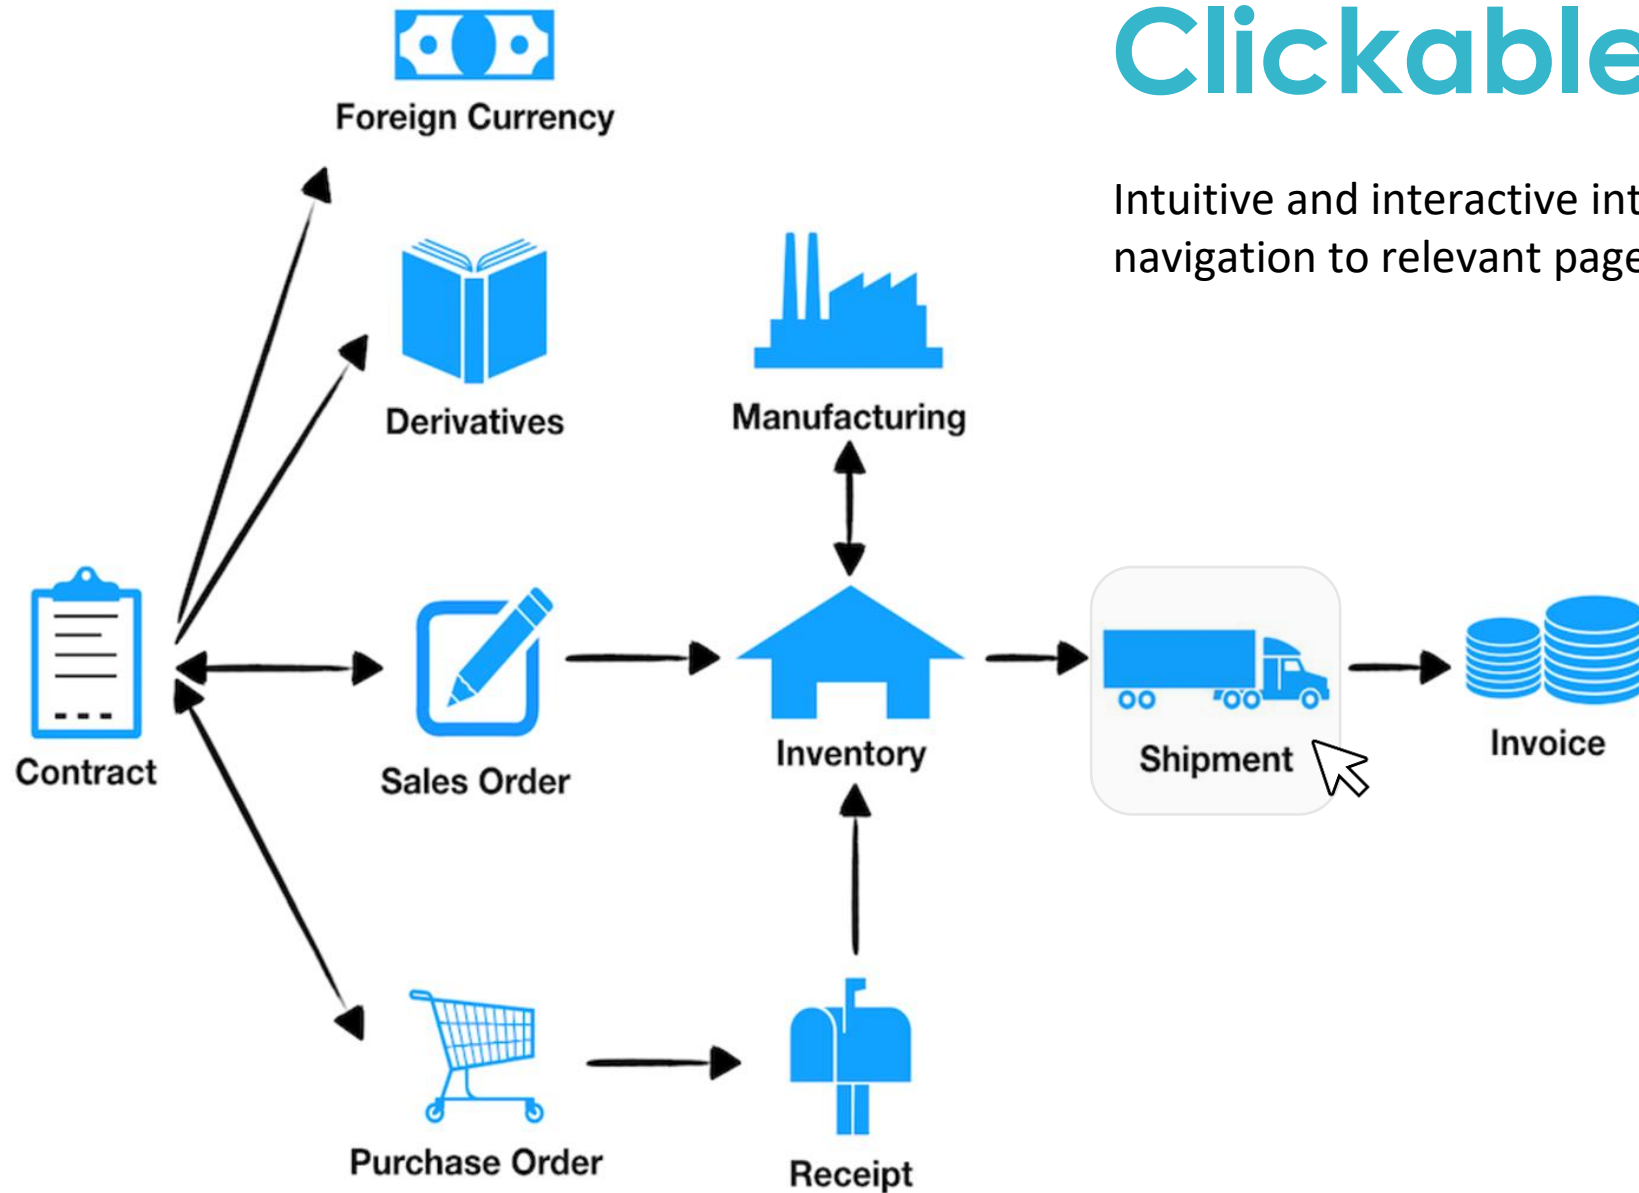 Clickable
Intuitive and interactive int
navigation to relevant page
Foreign Currency
Derivatives
Manufacturing
Contract
Sales Order
Inventory
Shipment
Invoice
Purchase Order
Receipt